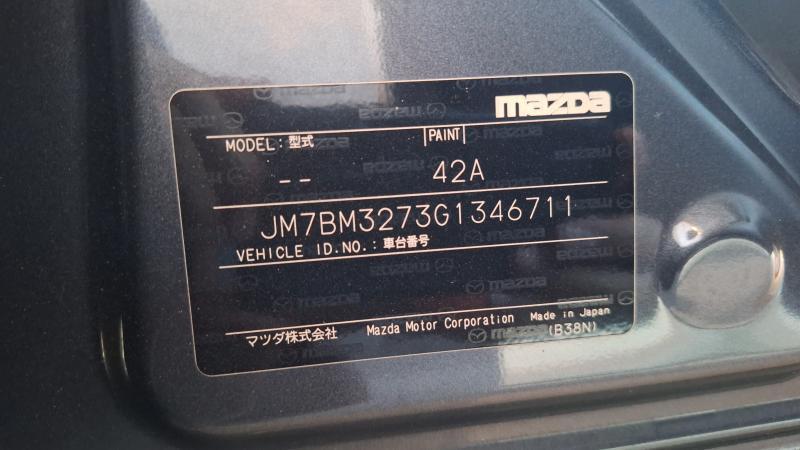 mazda
MODEL: 型式 PAINT
-- 42A
JM7BM3273G1346711
VEHICLE ID.NO.: 車台番号
マツダ株式会社 Mazda Motor Corporation Made in Japan
(B38N)